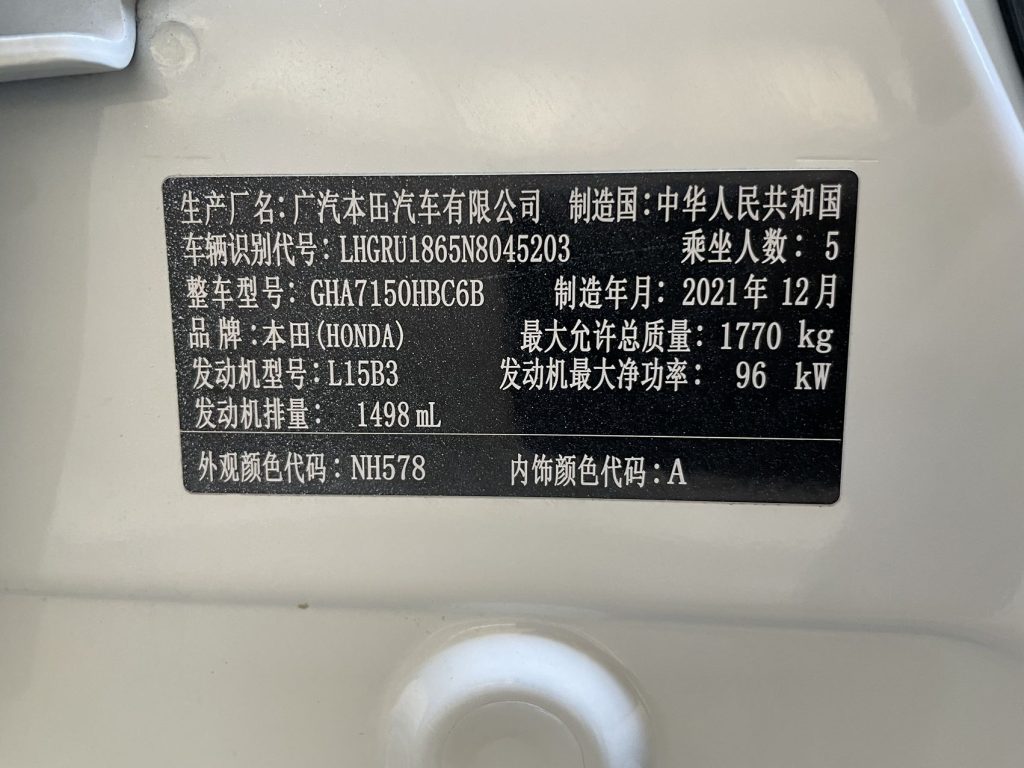 生产厂名:广汽本田汽车有限公司 制造国:中华人民共和国
车辆识别代号:LHGRU1865N8045203 乘坐人数: 5
整车型号: GHA7150HBC6B 制造年月: 2021年 12月
品 牌:本田(HONDA) 最大允许总质量: 1770 kg
发动机型号:L15B3 发动机最大净功率: 96 kW
发动机排量: 1498 mL
外观颜色代码: NH578 内饰颜色代码: A